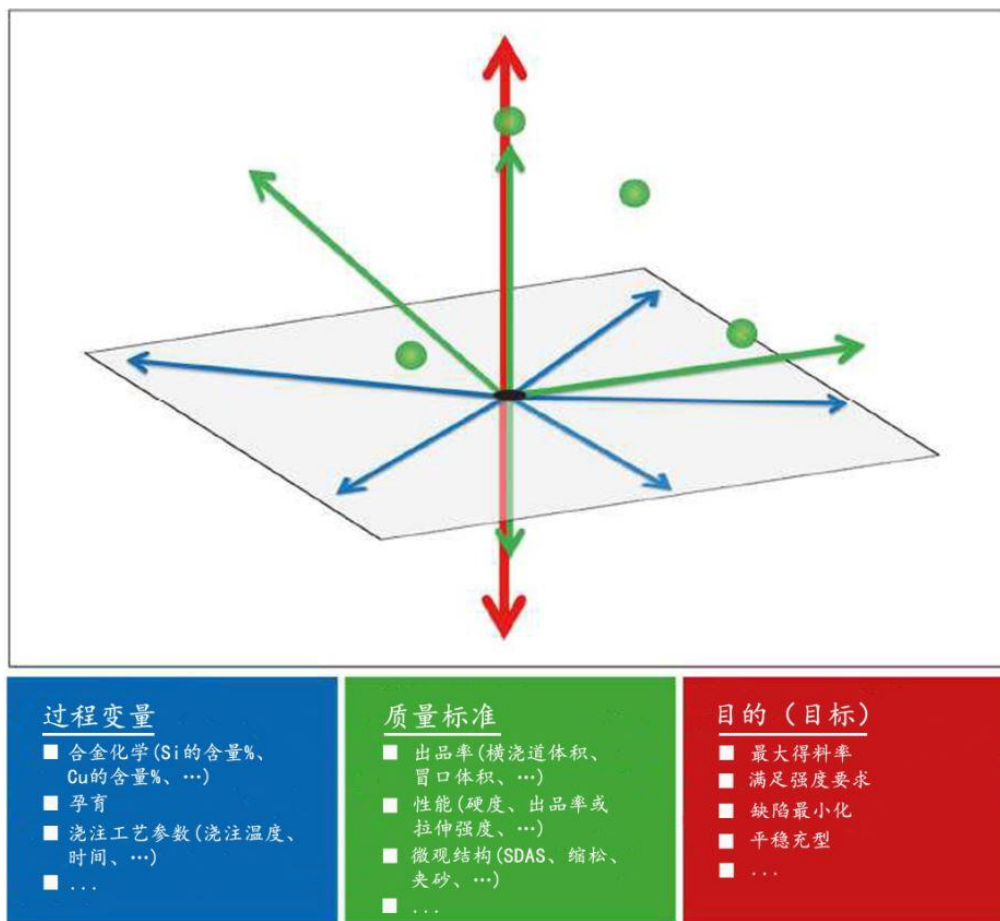 过程变量
■ 合金化学(Si的含量%、
Cu的含量%、…)
■ 孕育
■ 浇注工艺参数(浇注温度、
时间、…)
■ ...
质量标准
■ 出品率(横浇道体积、
冒口体积、…)
■ 性能(硬度、出品率或
拉伸强度、…)
■ 微观结构(SDAS、缩松、
夹砂、…)
■ ...
目的（目标）
■ 最大得料率
■ 满足强度要求
■ 缺陷最小化
■ 平稳充型
■ ...